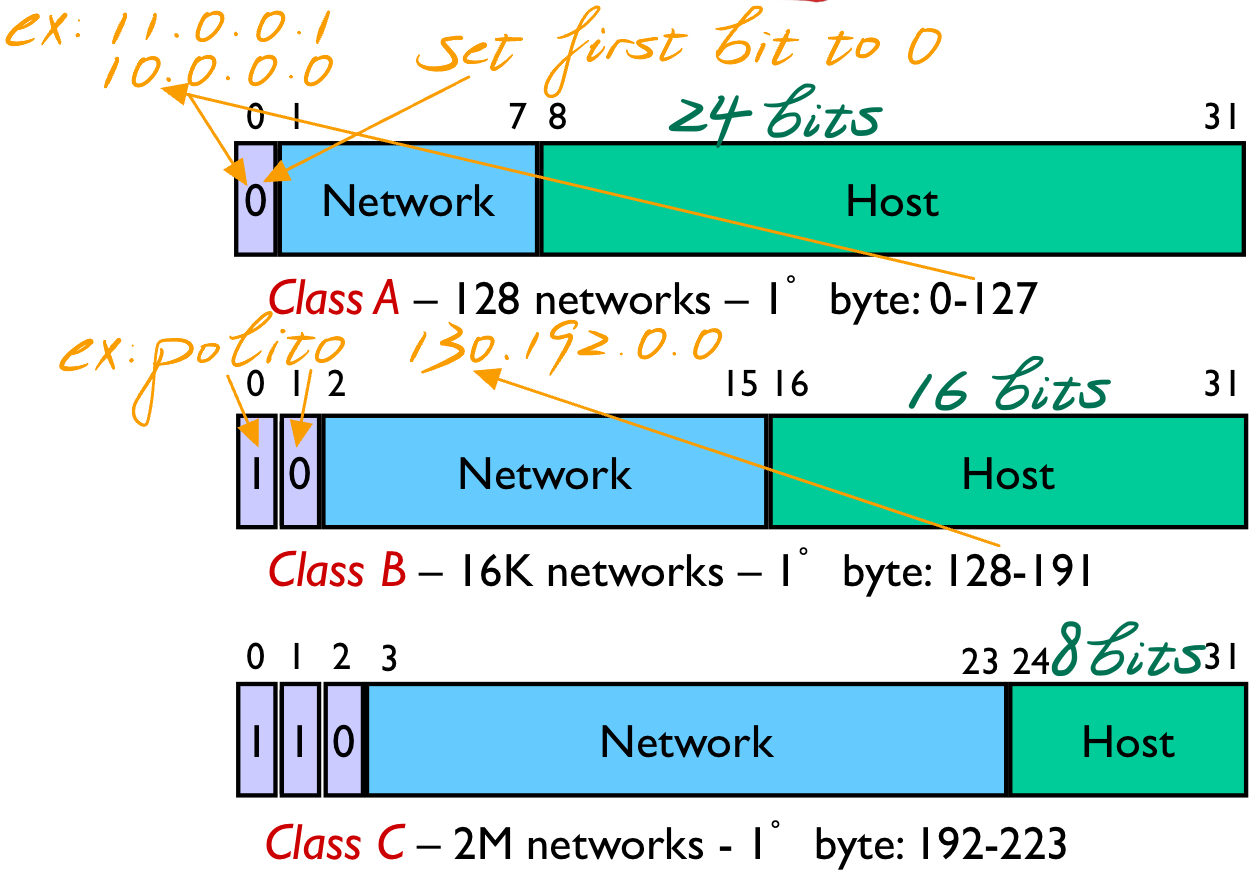 ex: 11.0.0.1
10.0.0.0
set first bit to 0
0 1 7 8 24 bits 31
0 Network Host
Class A – 128 networks – 1° byte: 0-127
ex: polito 130.192.0.0
0 1 2 15 16 16 bits 31
1 0 Network Host
Class B – 16K networks – 1° byte: 128-191
0 1 2 3 23 24 8 bits 31
1 1 0 Network Host
Class C – 2M networks - 1° byte: 192-223